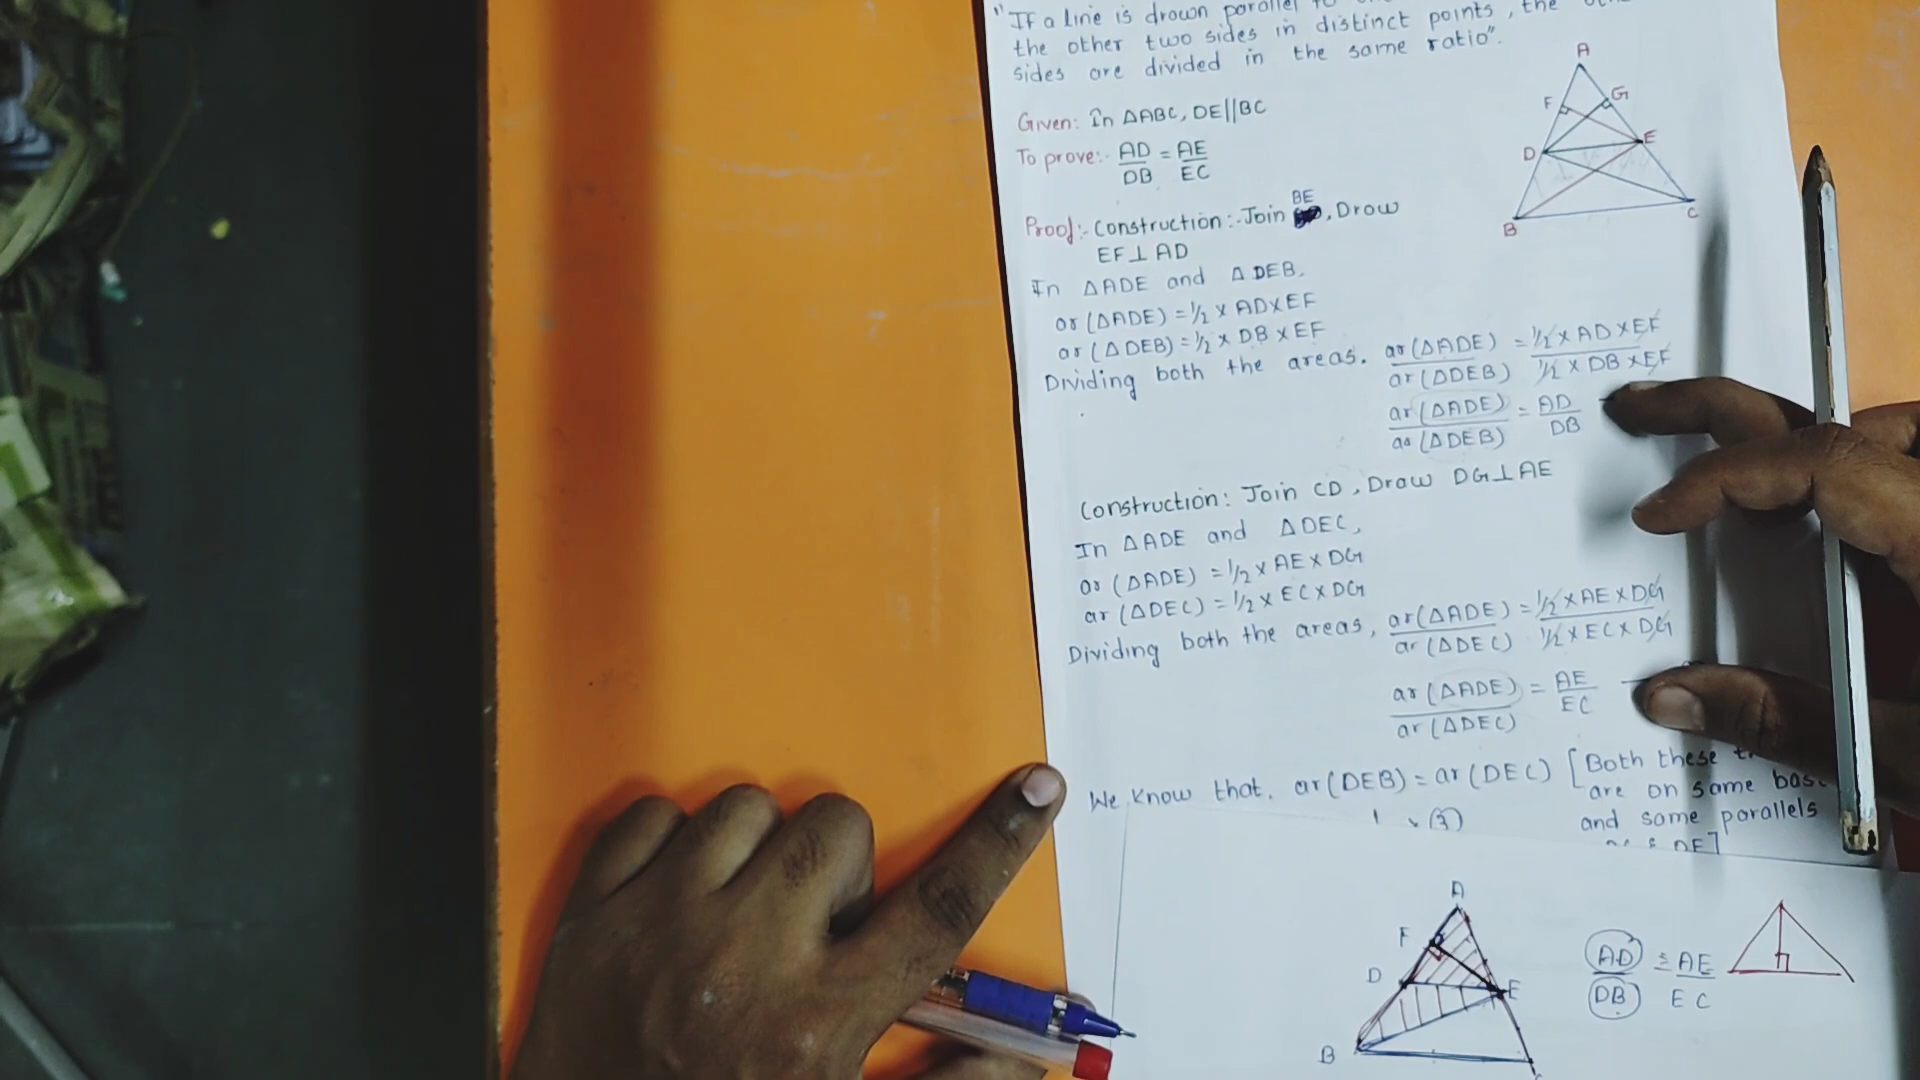 "If a line is drawn parallel to
the other two sides in distinct points, the
sides are divided in the same ratio".
Given: In ΔABC, DE||BC
To prove:- AD/DB = AE/EC
Proof:- Construction:- Join BE, Draw
EF⊥AD
In ΔADE and ΔDEB,
ar (ΔADE) = 1/2 × AD×EF
ar (ΔDEB) = 1/2 × DB × EF
Dividing both the areas. ar (ΔADE)/ar (ΔDEB) = 1/2 × AD × EF/1/2 × DB × EF
ar (ΔADE)/ar (ΔDEB) = AD/DB
Construction: Join CD, Draw DG⊥AE
In ΔADE and ΔDEC,
ar (ΔADE) = 1/2 × AE × DG
ar (ΔDEC) = 1/2 × EC × DG
Dividing both the areas, ar (ΔADE)/ar (ΔDEC) = 1/2 × AE × DG/1/2 × EC × DG
ar (ΔADE)/ar (ΔDEC) = AE/EC
We know that, ar (DEB) = ar (DEC) [Both these
are on same base
and same parallels
DE]
(3)
A
F
G
D
E
B
C
A
F
D
E
B
AD/DB = AE/EC